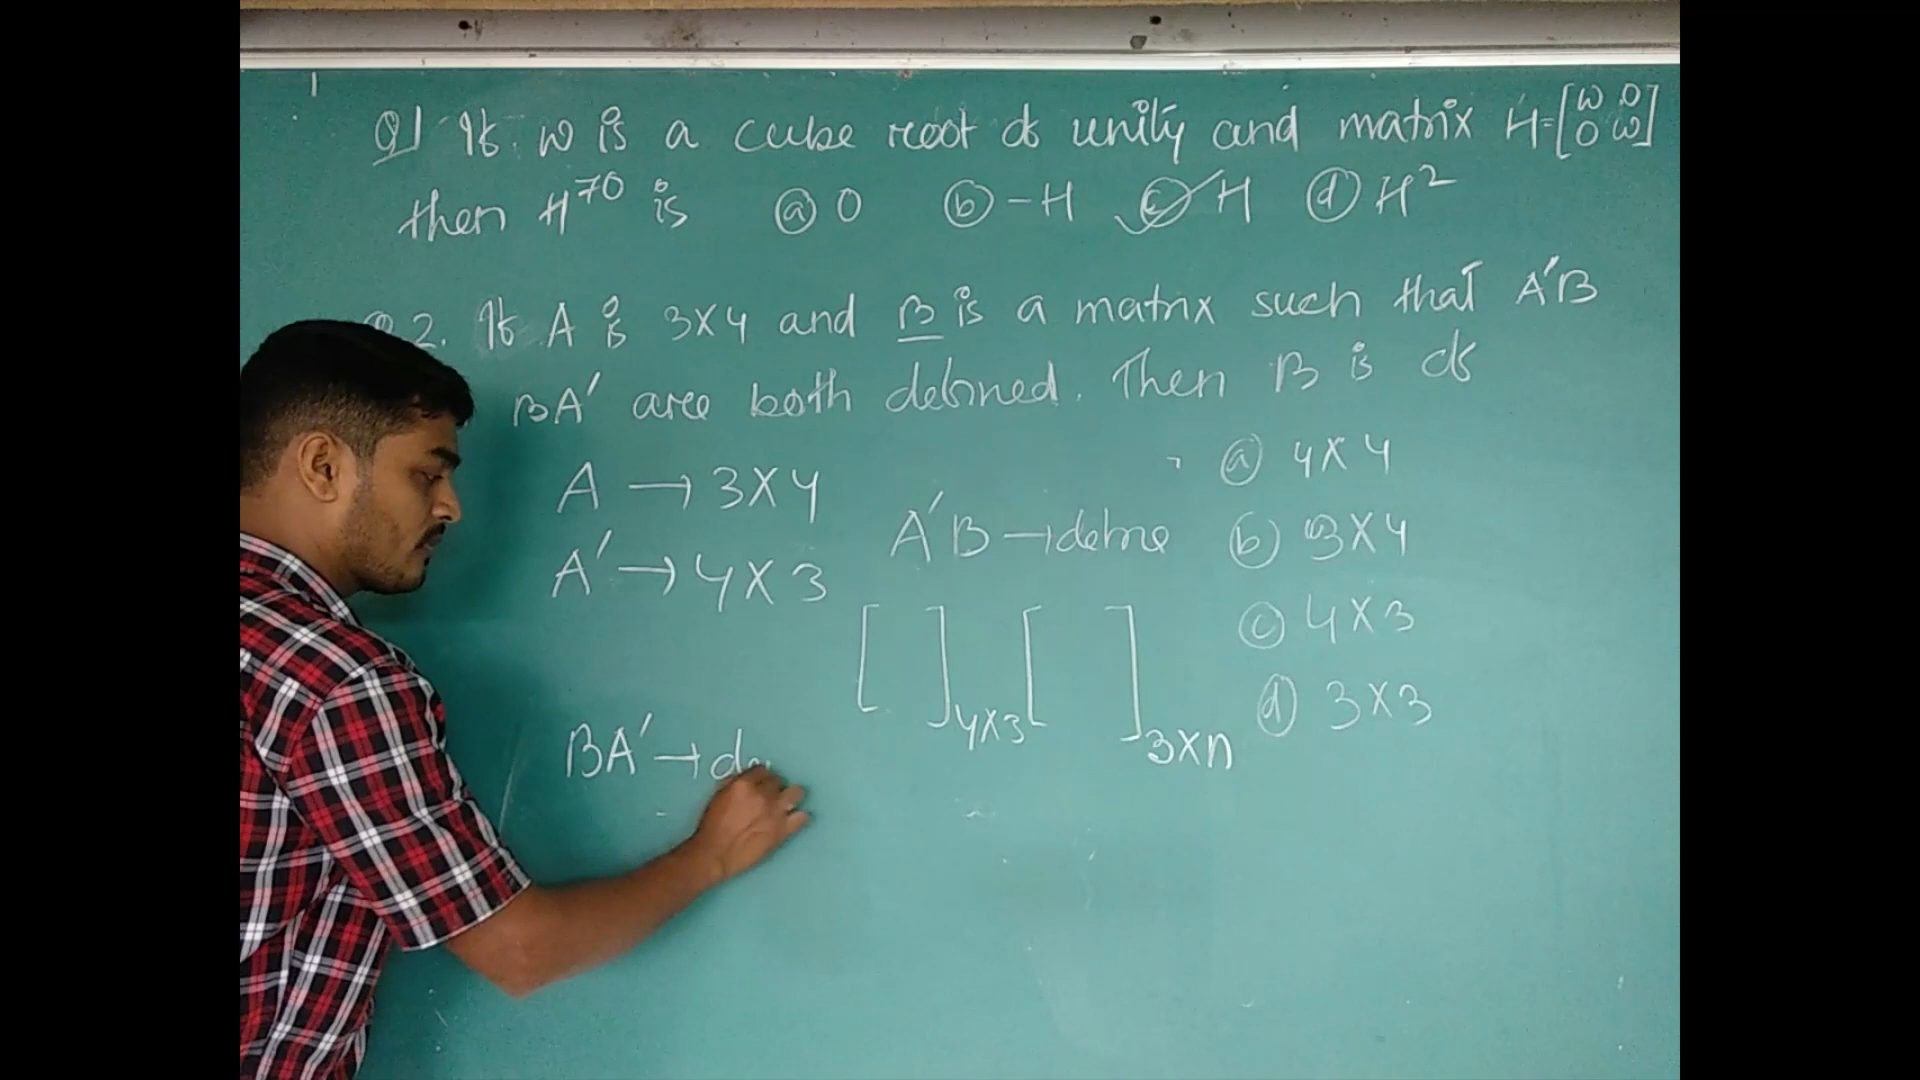 Q1 If ω is a cube root of unity and matrix H=[ω 0 0 ω]
then H^70 is (a) 0 (b) -H (c) H (d) H²
2. If A is 3X4 and B is a matrix such that A'B
BA' are both defined. Then B is of
(a) 4X4
(b) 3X4
(c) 4X3
(d) 3X3
A → 3X4
A' → 4X3
A'B → define
[ ]4X3 [ ]3Xn
BA' →